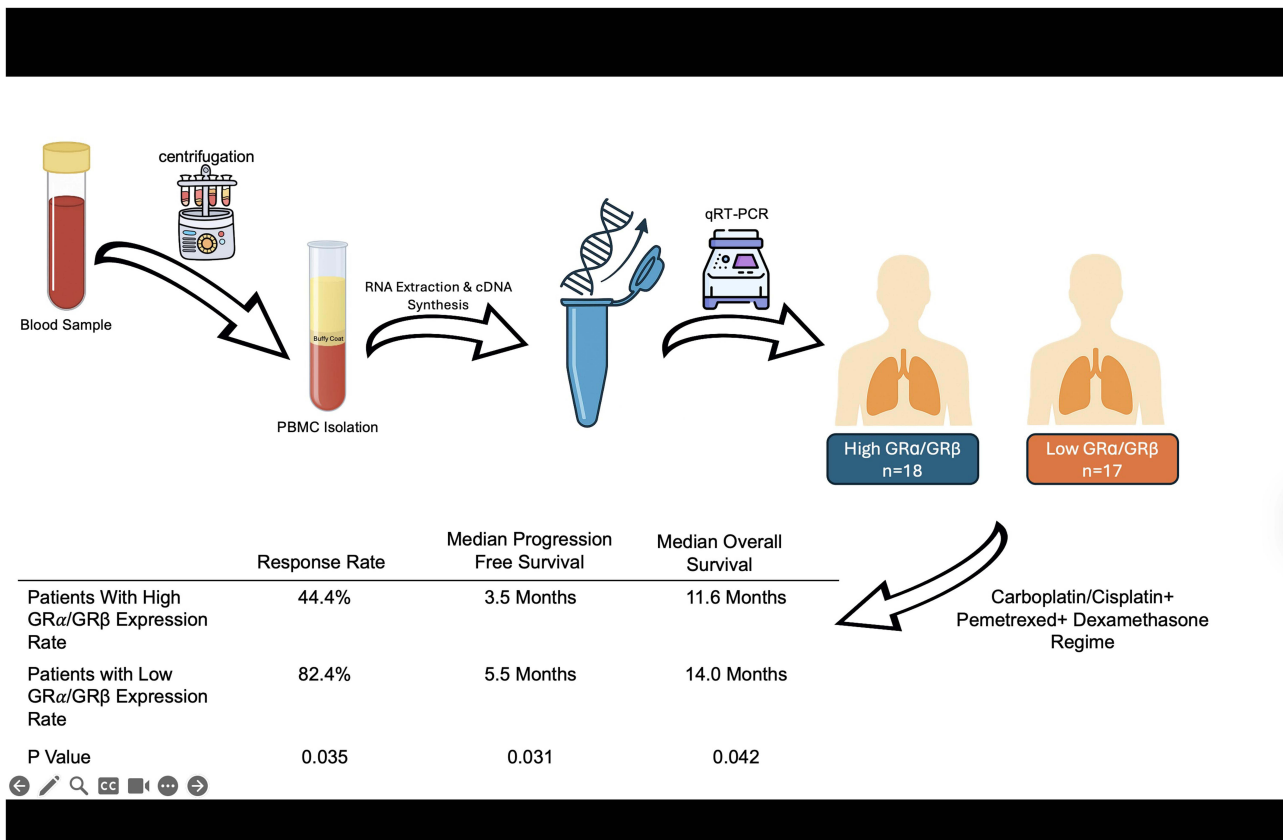 centrifugation
qRT-PCR
RNA Extraction & cDNA
Synthesis
Blood Sample
Buffy Coat
PBMC Isolation
High GRα/GRβ
n=18
Low GRα/GRβ
n=17
Response Rate
Median Progression
Free Survival
Median Overall
Survival
Patients With High
GRα/GRβ Expression
Rate
44.4%
3.5 Months
11.6 Months
Patients with Low
GRα/GRβ Expression
Rate
82.4%
5.5 Months
14.0 Months
P Value
0.035
0.031
0.042
Carboplatin/Cisplatin+
Pemetrexed+ Dexamethasone
Regime
CC